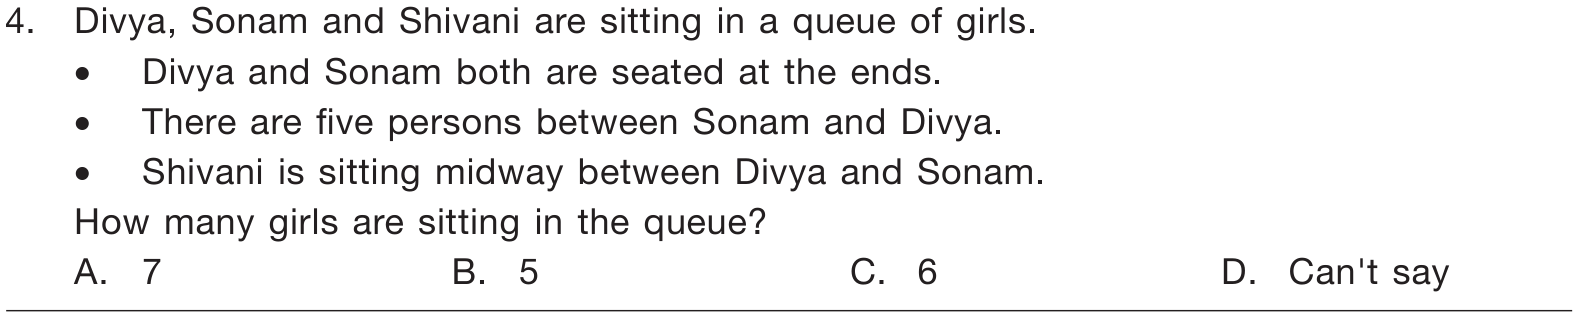 4. Divya, Sonam and Shivani are sitting in a queue of girls.
• Divya and Sonam both are seated at the ends.
• There are five persons between Sonam and Divya.
• Shivani is sitting midway between Divya and Sonam.
How many girls are sitting in the queue?
A. 7 B. 5 C. 6 D. Can't say